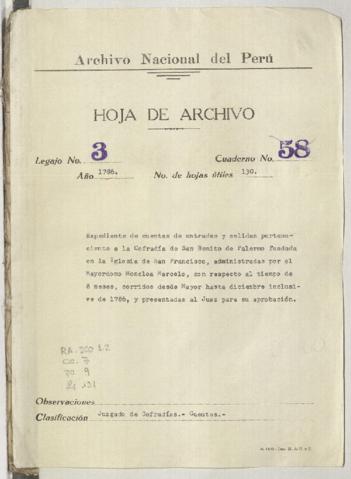 Archivo Nacional del Perú
HOJA DE ARCHIVO
Legajo No. 3 Cuaderno No. 58
Año 1786. No. de hojas útiles 130.
Expediente de cuentas de entradas y salidas pertene-
ciente a la Cofradía de San Benito de Palermo fundada
en la Iglesia de San Francisco, administradas por el
Mayordomo Monzloa Marcelo, con respecto al tiempo de
8 meses, corridos desde Mayor hasta diciembre inclusi-
ve de 1786, y presentadas al Juez para su aprobación.
CO. 7
Observaciones
Clasificación Juzgado de Cofradías.- Cuentas.-